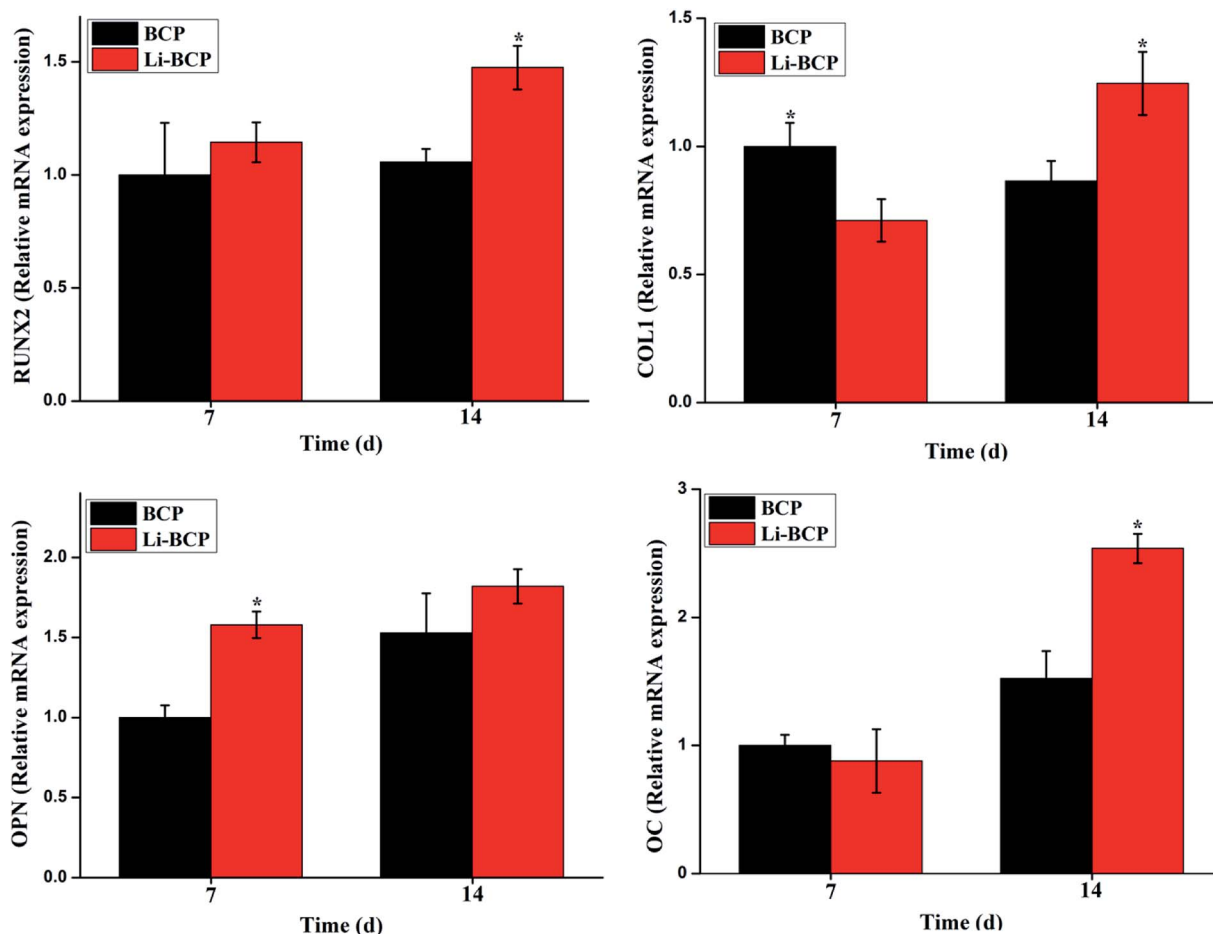 BCP
Li-BCP
RUNX2 (Relative mRNA expression)
1.5
1.0
0.5
0.0
*
7
14
Time (d)
BCP
Li-BCP
COL1 (Relative mRNA expression)
1.5
1.0
0.5
0.0
*
*
7
14
Time (d)
BCP
Li-BCP
OPN (Relative mRNA expression)
2.0
1.5
1.0
0.5
0.0
*
7
14
Time (d)
BCP
Li-BCP
OC (Relative mRNA expression)
3
2
1
0
*
7
14
Time (d)